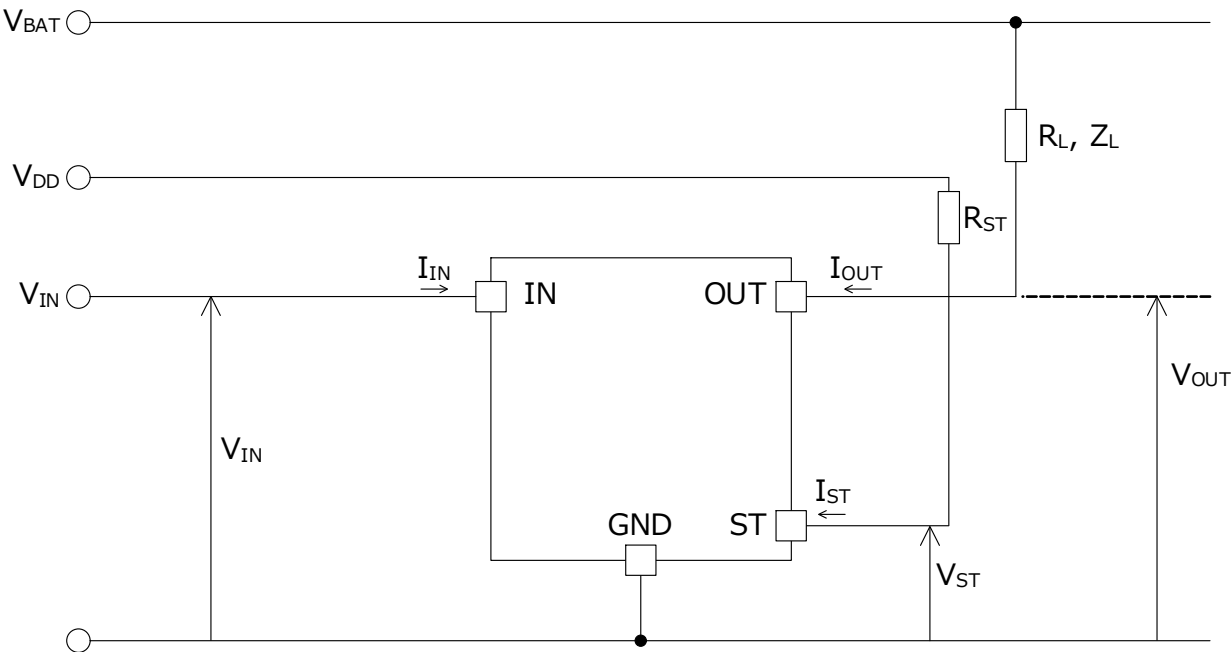 VBAT
RL, ZL
VDD
RST
IIN
IOUT
VIN
IN
OUT
VOUT
VIN
IST
GND
ST
VST